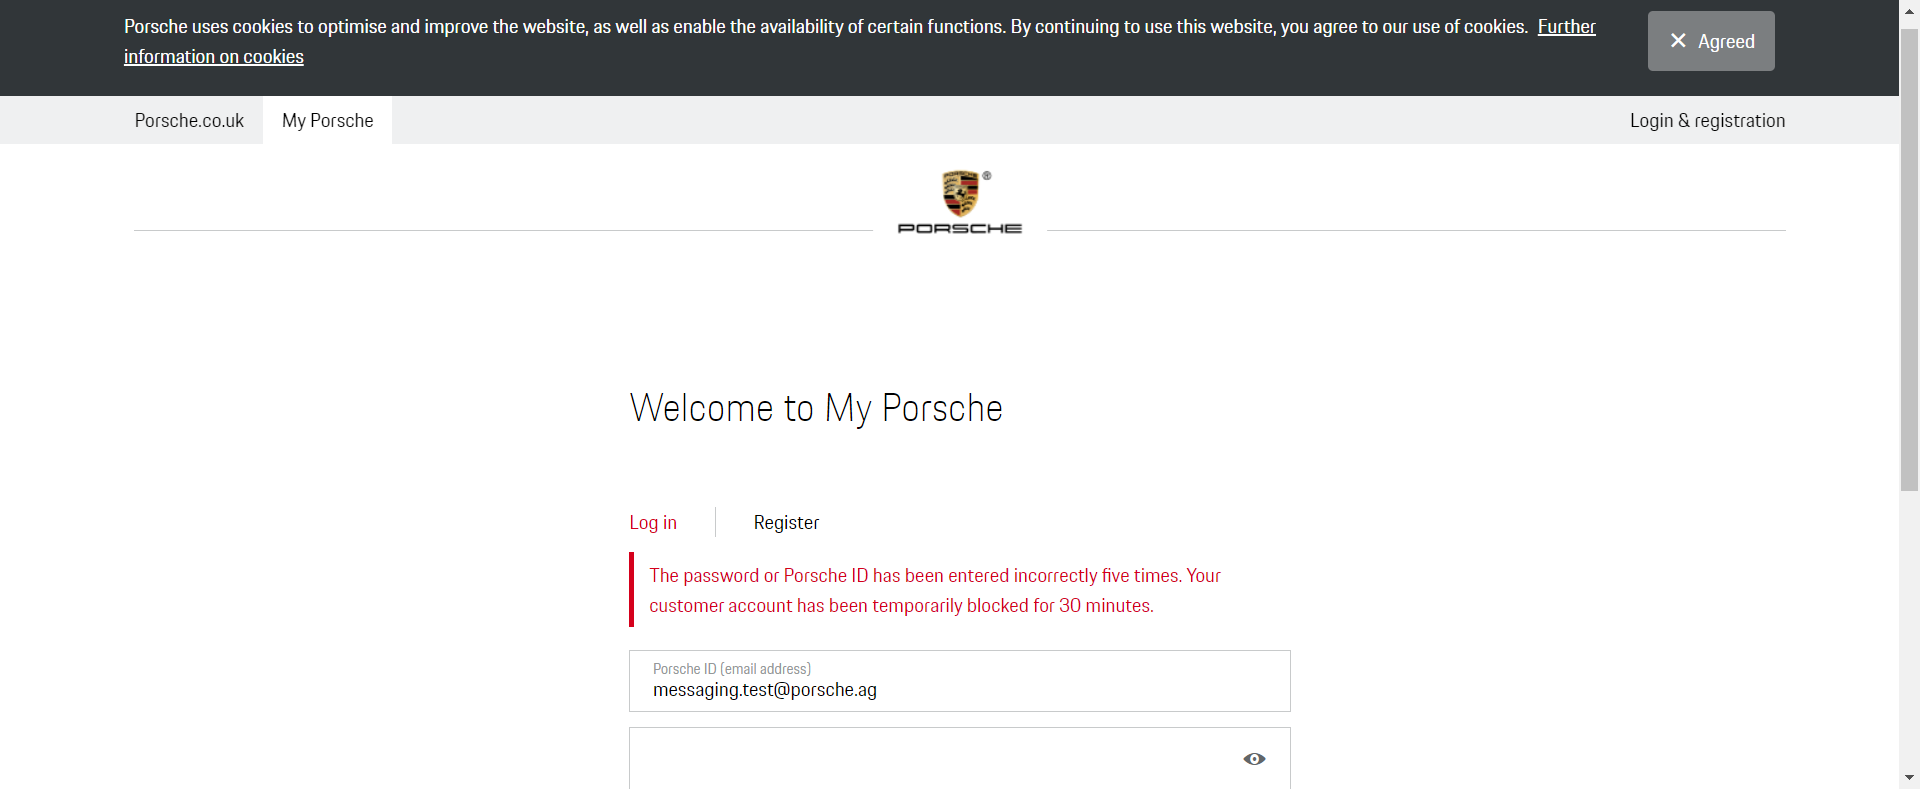 Porsche uses cookies to optimise and improve the website, as well as enable the availability of certain functions. By continuing to use this website, you agree to our use of cookies. Further
information on cookies
Agreed
Porsche.co.uk
My Porsche
Login & registration
PORSCHE
®
PORSCHE
Welcome to My Porsche
Log in
Register
The password or Porsche ID has been entered incorrectly five times. Your
customer account has been temporarily blocked for 30 minutes.
Porsche ID (email address)
messaging.test@porsche.ag